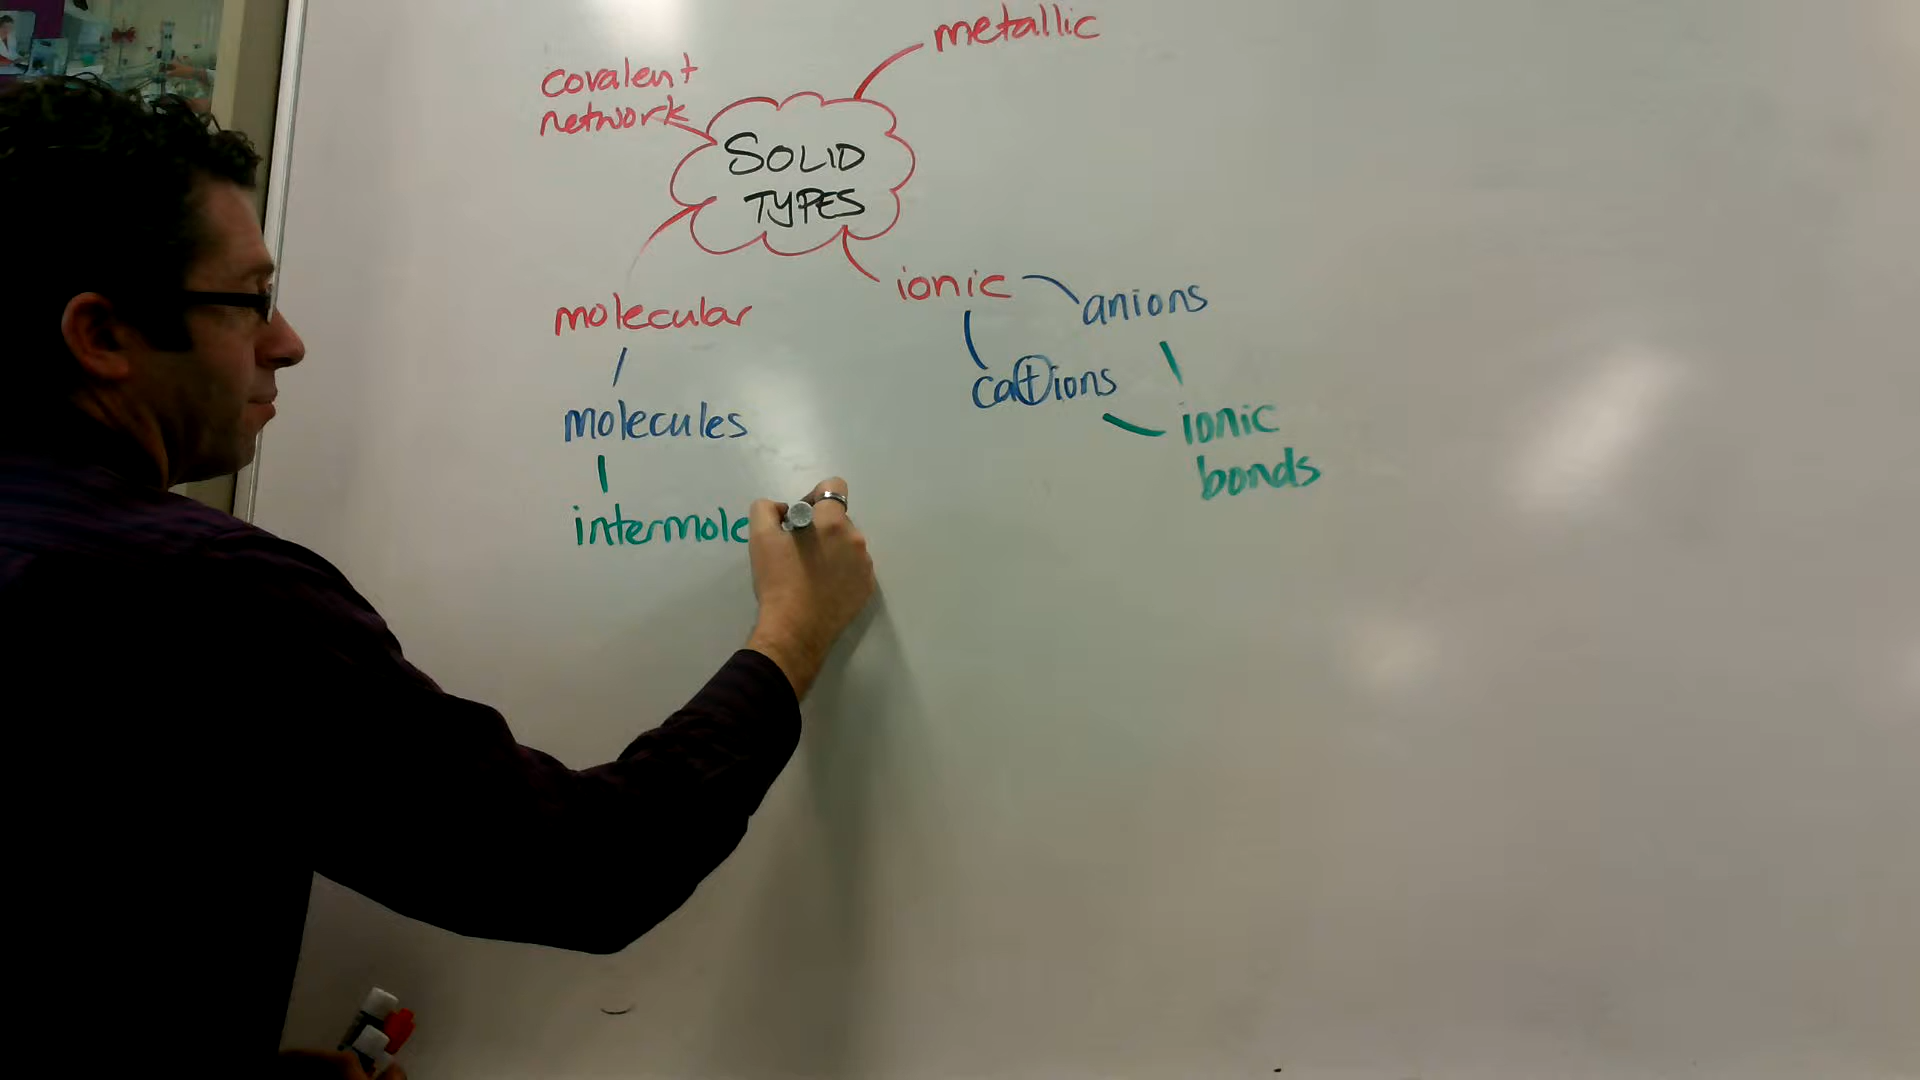 metallic
covalent
network
SOLID
TYPES
molecular
ionic
anions
cations
molecules
ionic
bonds
intermole